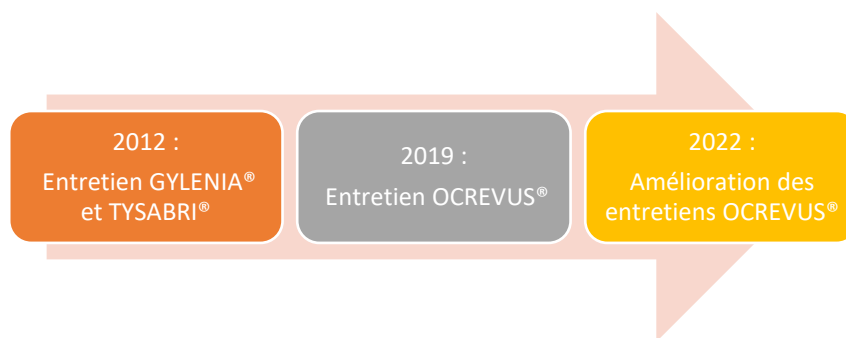 2012 :
Entretien GYLENIA®
et TYSABRI®
2019 :
Entretien OCREVUS®
2022 :
Amélioration des
entretiens OCREVUS®